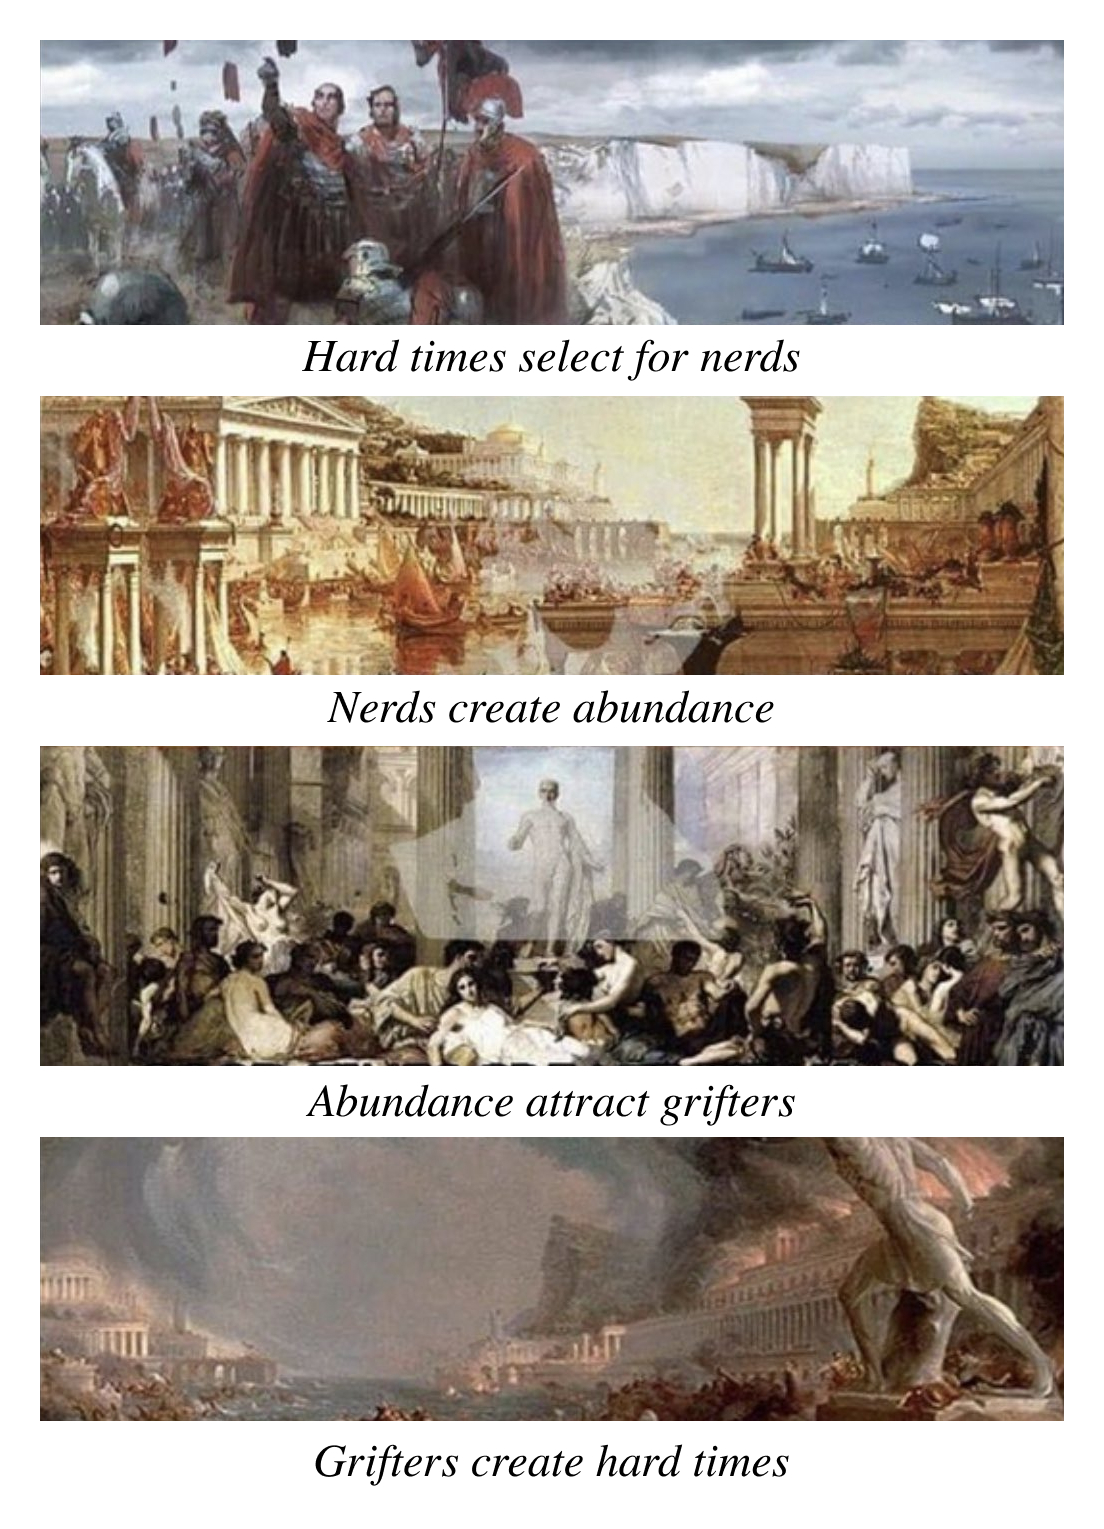 Hard times select for nerds
Nerds create abundance
Abundance attract grifters
Grifters create hard times